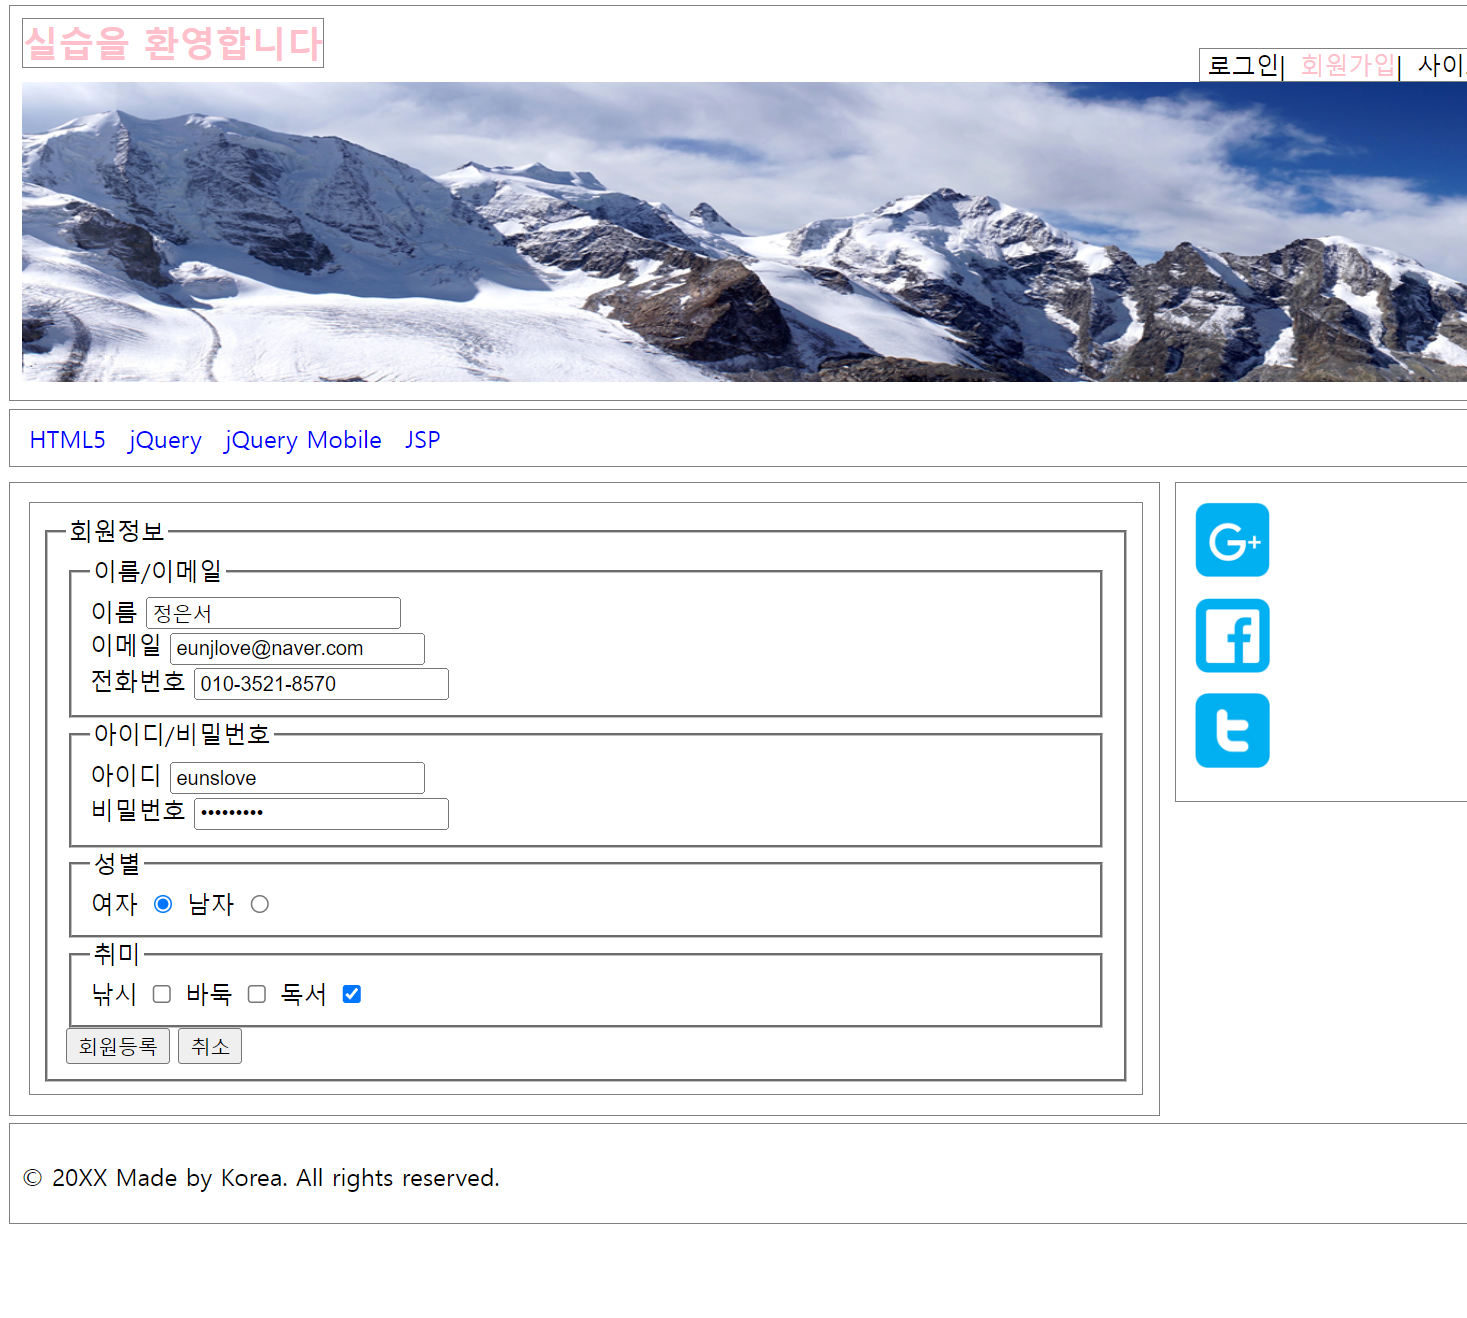 실습을 환영합니다
로그인| 회원가입| 사이
HTML5 jQuery jQuery Mobile JSP
회원정보
이름/이메일
이름 정은서
이메일 eunjlove@naver.com
전화번호 010-3521-8570
아이디/비밀번호
아이디 eunslove
비밀번호 •••••••••
성별
여자 남자
취미
낚시 바둑 독서
회원등록 취소
© 20XX Made by Korea. All rights reserved.